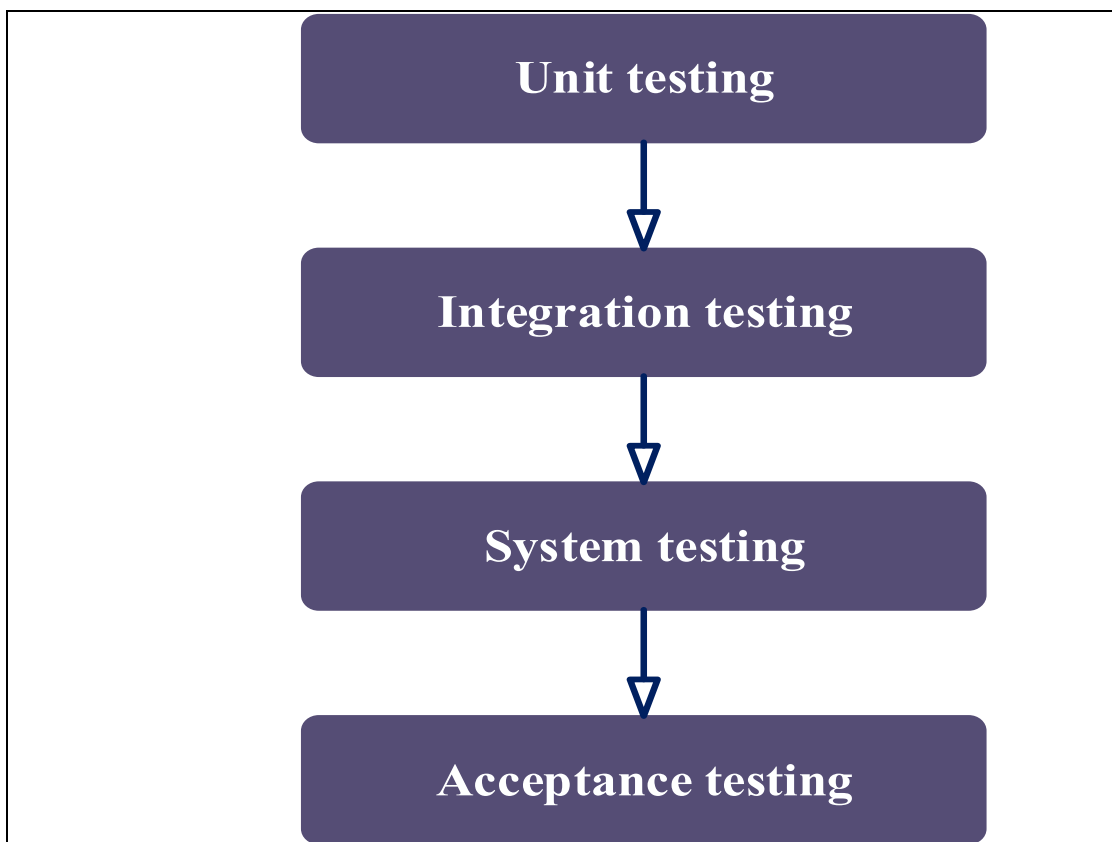 Unit testing
Integration testing
System testing
Acceptance testing